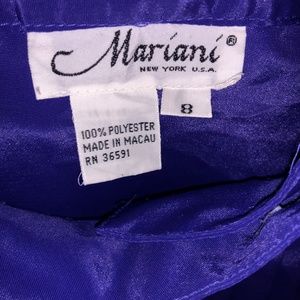 Mariani®
NEW YORK U.S.A.
8
100% POLYESTER
MADE IN MACAU
RN 36591